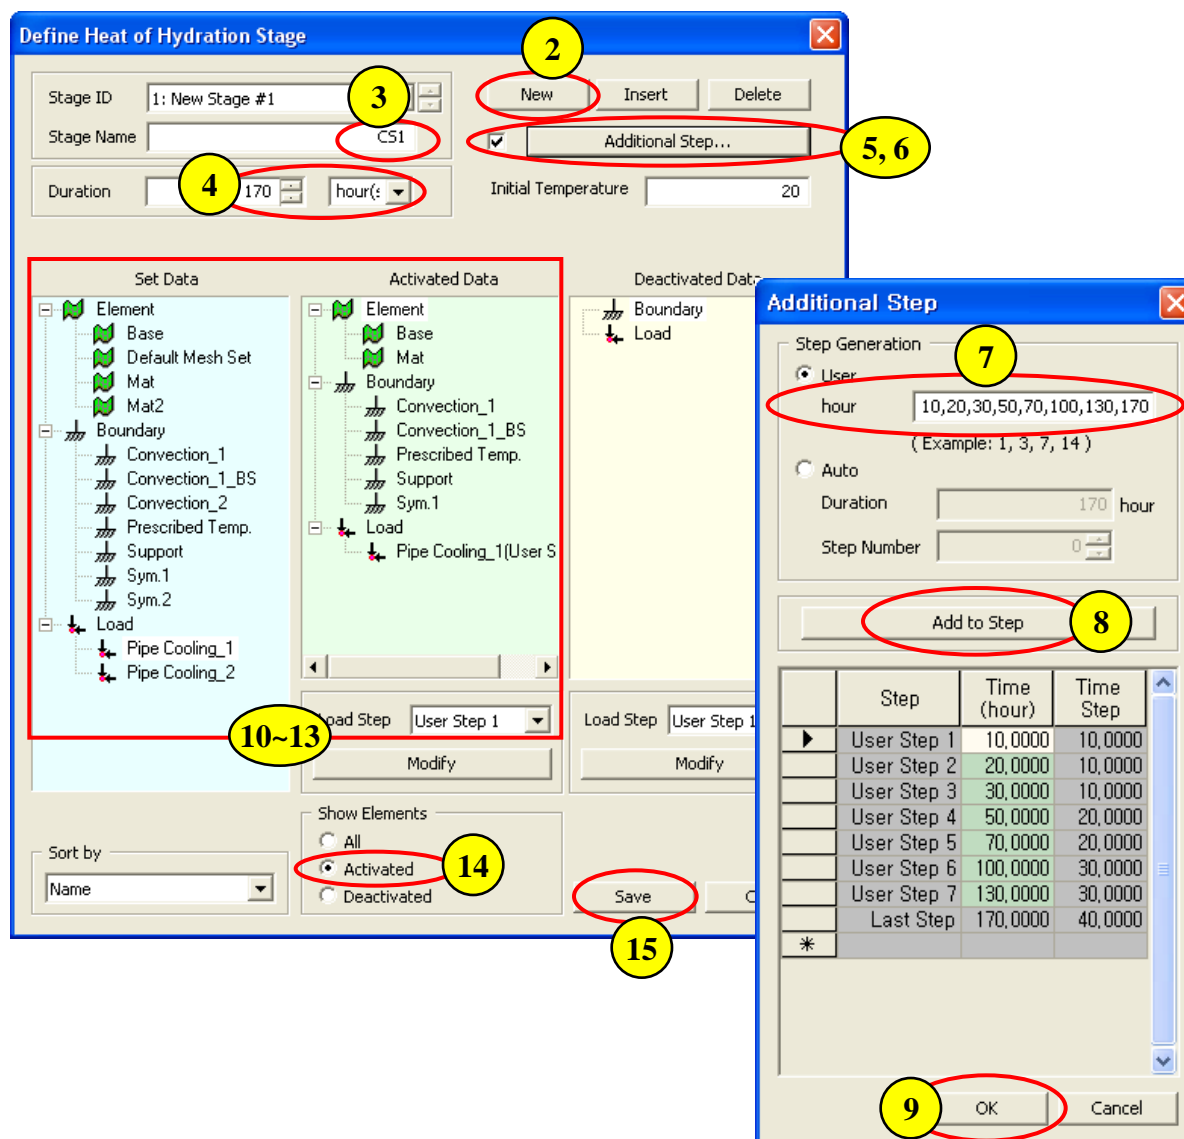 Define Heat of Hydration Stage
2
Stage ID
1: New Stage #1
3
New
Insert
Delete
Stage Name
CS1
Additional Step...
5, 6
Duration
4
170
hour(s
Initial Temperature
20
Set Data
Element
Base
Default Mesh Set
Mat
Mat2
Boundary
Convection_1
Convection_1_BS
Convection_2
Prescribed Temp.
Support
Sym.1
Sym.2
Load
Pipe Cooling_1
Pipe Cooling_2
Activated Data
Element
Base
Mat
Boundary
Convection_1
Convection_1_BS
Prescribed Temp.
Support
Sym.1
Load
Pipe Cooling_1(User S
Deactivated Data
Boundary
Load
10~13
Load Step
User Step 1
Modify
Load Step
User Step 1
Modify
Sort by
Name
Show Elements
All
Activated
Deactivated
14
Save
C
15
Additional Step
Step Generation
7
User
hour
10,20,30,50,70,100,130,170
( Example: 1, 3, 7, 14 )
Auto
Duration
170
hour
Step Number
0
Add to Step
8
Step Time (hour) Time Step
User Step 1 10,0000 10,0000
User Step 2 20,0000 10,0000
User Step 3 30,0000 10,0000
User Step 4 50,0000 20,0000
User Step 5 70,0000 20,0000
User Step 6 100,0000 30,0000
User Step 7 130,0000 30,0000
Last Step 170,0000 40,0000
9
OK
Cancel